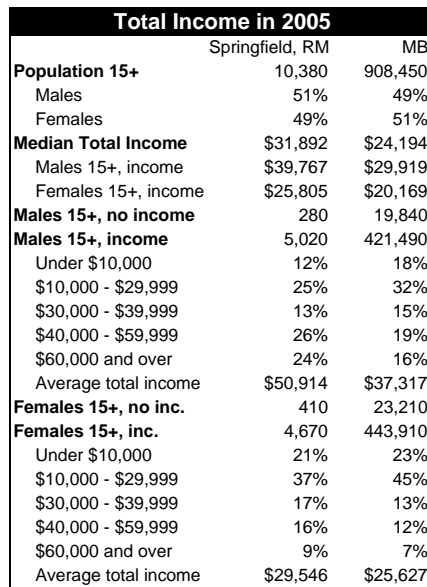 Total Income in 2005
Springfield, RM MB
Population 15+ 10,380 908,450
Males 51% 49%
Females 49% 51%
Median Total Income $31,892 $24,194
Males 15+, income $39,767 $29,919
Females 15+, income $25,805 $20,169
Males 15+, no income 280 19,840
Males 15+, income 5,020 421,490
Under $10,000 12% 18%
$10,000 - $29,999 25% 32%
$30,000 - $39,999 13% 15%
$40,000 - $59,999 26% 19%
$60,000 and over 24% 16%
Average total income $50,914 $37,317
Females 15+, no inc. 410 23,210
Females 15+, inc. 4,670 443,910
Under $10,000 21% 23%
$10,000 - $29,999 37% 45%
$30,000 - $39,999 17% 13%
$40,000 - $59,999 16% 12%
$60,000 and over 9% 7%
Average total income $29,546 $25,627